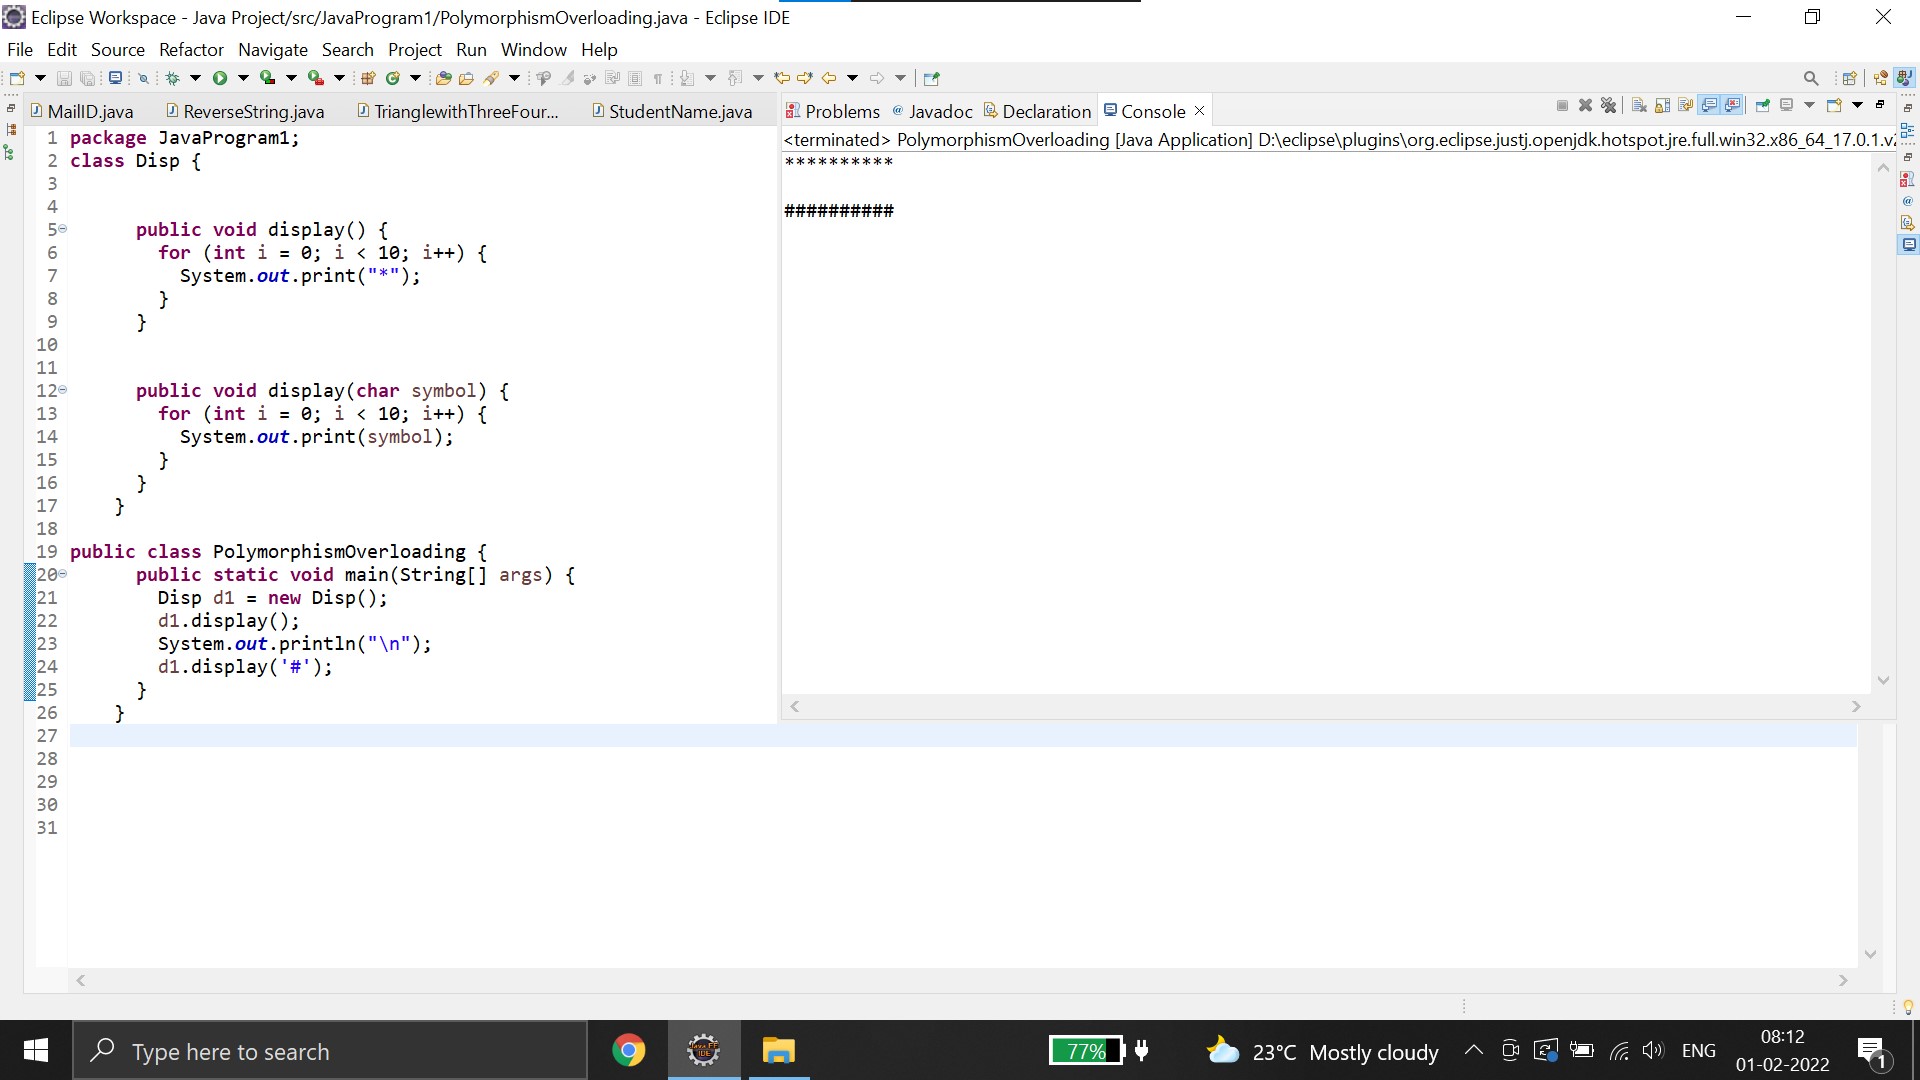 Eclipse Workspace - Java Project/src/JavaProgram1/PolymorphismOverloading.java - Eclipse IDE
File Edit Source Refactor Navigate Search Project Run Window Help
MailID.java ReverseString.java TrianglewithThreeFour... StudentName.java
1 package JavaProgram1;
2 class Disp {
3
4
5 public void display() {
6 for (int i = 0; i < 10; i++) {
7 System.out.print("*");
8 }
9 }
10
11
12 public void display(char symbol) {
13 for (int i = 0; i < 10; i++) {
14 System.out.print(symbol);
15 }
16 }
17 }
18
19 public class PolymorphismOverloading {
20 public static void main(String[] args) {
21 Disp d1 = new Disp();
22 d1.display();
23 System.out.println("\n");
24 d1.display('#');
25 }
26 }
27
28
29
30
31
Problems @ Javadoc Declaration Console
<terminated> PolymorphismOverloading [Java Application] D:\eclipse\plugins\org.eclipse.justj.openjdk.hotspot.jre.full.win32.x86_64_17.0.1.v2
**********
##########
Type here to search
77%
23°C Mostly cloudy
ENG
08:12
01-02-2022
1